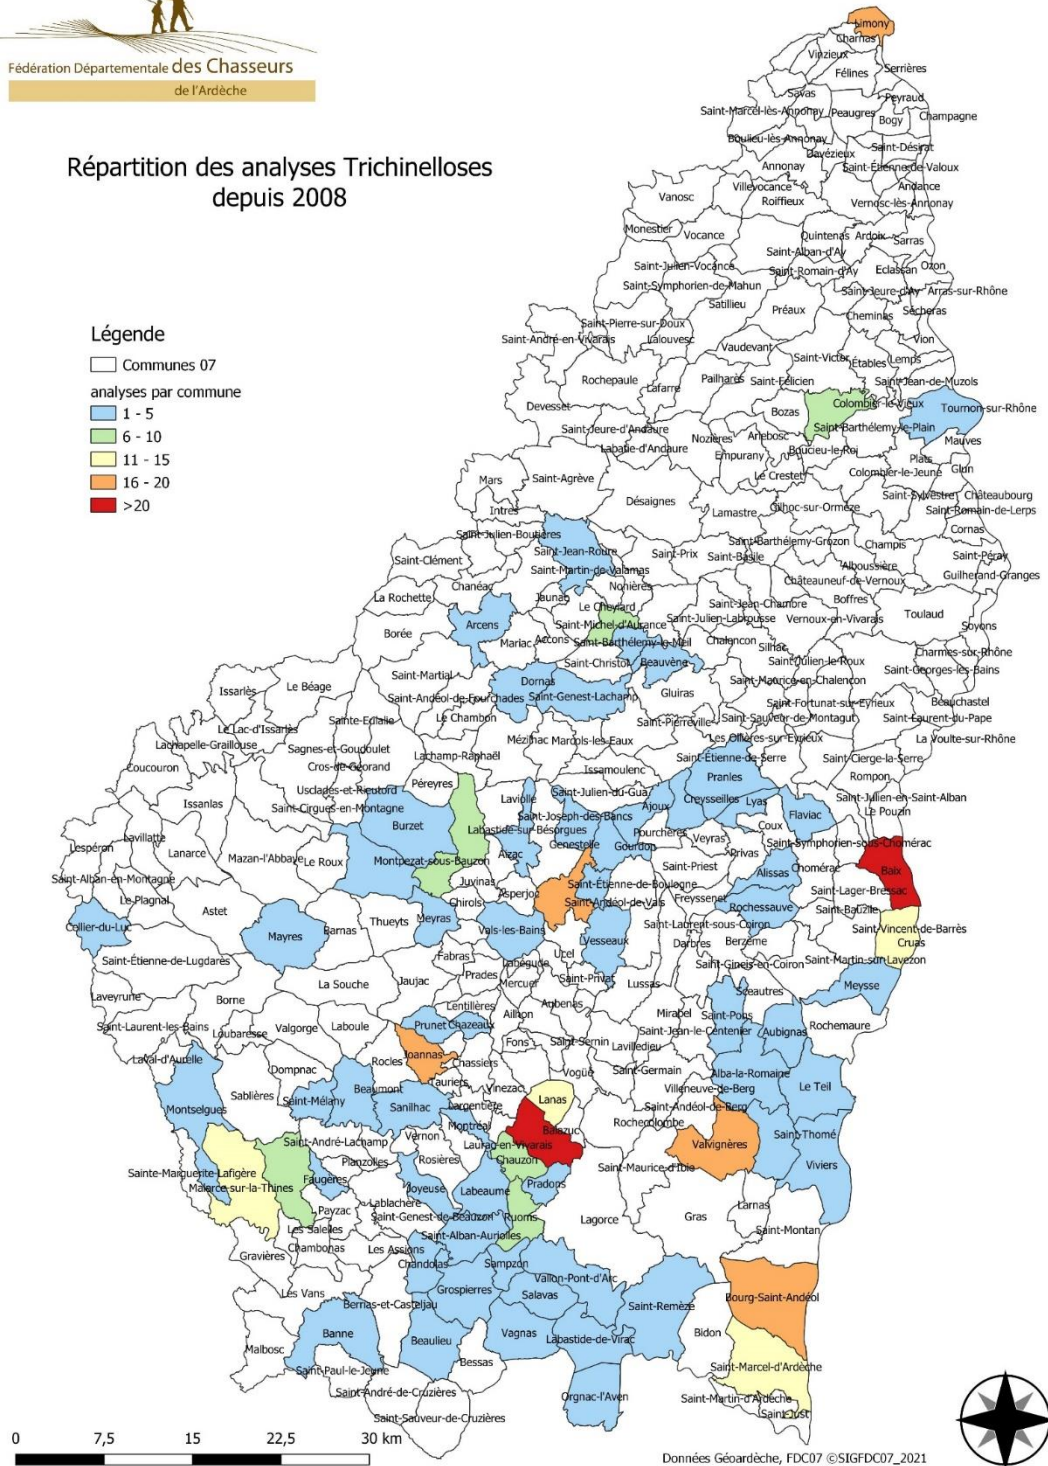 Fédération Départementale des Chasseurs
de l'Ardèche
Répartition des analyses Trichinelloses
depuis 2008
Légende
Communes 07
analyses par commune
1 - 5
6 - 10
11 - 15
16 - 20
>20
Limony
Charnas
Vinzieux
Félines
Serrières
Savas
Peyraud
Saint-Marcel-lès-Annonay
Peaugres
Bogy
Champagne
Boulieu-lès-Annonay
Davézieux
Saint-Désirat
Annonay
Saint-Étienne-de-Valoux
Villevocance
Andance
Vanosc
Roiffieux
Vernosc-lès-Annonay
Monestier
Vocance
Quintenas
Ardoix
Sarras
Saint-Alban-d'Ay
Saint-Julien-Vocance
Saint-Romain-d'Ay
Eclassan
Ozon
Saint-Symphorien-de-Mahun
Saint-Jeure-d'Ay
Arras-sur-Rhône
Satillieu
Préaux
Cheminas
Sécheras
Saint-Pierre-sur-Doux
Saint-André-en-Vivarais
Lalouvesc
Vaudevant
Vion
Saint-Victor
Étables
Lemps
Rochepaule
Lafarre
Pailharès
Saint-Félicien
Saint-Jean-de-Muzols
Devesset
Bozas
Colombier-le-Vieux
Tournon-sur-Rhône
Saint-Jeure-d'Andaure
Nozières
Arlebosc
Saint-Barthélemy-le-Plain
Mauves
Labatie-d'Andaure
Empurany
Boucieu-le-Roi
Plats
Glun
Mars
Saint-Agrève
Le Crestet
Colombier-le-Jeune
Désaignes
Saint-Sylvestre
Châteaubourg
Intres
Lamastre
Gilhoc-sur-Ormèze
Saint-Romain-de-Lerps
Saint-Julien-Boutières
Cornas
Saint-Jean-Roure
Saint-Prix
Saint-Barthélemy-Grozon
Champis
Saint-Clément
Saint-Basile
Saint-Péray
Saint-Martin-de-Valamas
Alboussière
Guilherand-Granges
Chanéac
Nonières
Châteauneuf-de-Vernoux
La Rochette
Jaunac
Le Cheylard
Saint-Jean-Chambre
Boffres
Toulaud
Arcens
Saint-Michel-d'Aurance
Saint-Julien-Labrousse
Vernoux-en-Vivarais
Soyons
Borée
Mariac
Accons
Saint-Barthélemy-le-Meil
Chalencon
Silhac
Charmes-sur-Rhône
Saint-Christol
Beauvène
Saint-Julien-le-Roux
Saint-Georges-les-Bains
Saint-Martial
Dornas
Saint-Maurice-en-Chalencon
Issarlès
Le Béage
Saint-Andéol-de-Fourchades
Saint-Genest-Lachamp
Gluiras
Saint-Fortunat-sur-Eyrieux
Beauchastel
Sainte-Eulalie
Le Chambon
Saint-Pierreville
Saint-Sauveur-de-Montagut
Saint-Laurent-du-Pape
Le Lac-d'Issarlès
Lachapelle-Graillouse
Sagnes-et-Goudoulet
Mézilhac
Marcols-les-Eaux
Les Ollières-sur-Eyrieux
La Voulte-sur-Rhône
Coucouron
Cros-de-Géorand
Lachamp-Raphaël
Issamoulenc
Saint-Étienne-de-Serre
Saint-Cierge-la-Serre
Rompon
Usclades-et-Rieutord
Péreyres
Pranles
Issanlas
Saint-Cirgues-en-Montagne
Laviolle
Saint-Julien-du-Gua
Ajoux
Creysseilles
Lyas
Saint-Julien-en-Saint-Alban
Le Pouzin
Burzet
Labastide-sur-Bésorgues
Saint-Joseph-des-Bancs
Flaviac
Lavillatte
Genestelle
Gourdon
Pourchères
Veyras
Coux
Lespéron
Lanarce
Mazan-l'Abbaye
Le Roux
Montpezat-sous-Bauzon
Aizac
Privas
Saint-Symphorien-sous-Chomérac
Saint-Alban-en-Montagne
Juvinas
Saint-Priest
Alissas
Chomérac
Baix
Le Plagnal
Chirols
Asperjoc
Saint-Étienne-de-Boulogne
Freyssenet
Rochessauve
Saint-Lager-Bressac
Astet
Thueyts
Meyras
Saint-Andéol-de-Vals
Saint-Bauzile
Cellier-du-Luc
Mayres
Barnas
Vals-les-Bains
Vesseaux
Saint-Laurent-sous-Coiron
Saint-Vincent-de-Barrès
Darbres
Berzème
Cruas
Saint-Étienne-de-Lugdarès
Fabras
Ucel
Saint-Gineis-en-Coiron
Saint-Martin-sur-Lavezon
La Souche
Jaujac
Prades
Labégude
Mercuer
Saint-Privat
Lussas
Sceautres
Meysse
Laveyrune
Borne
Lentillères
Aubenas
Mirabel
Saint-Pons
Saint-Laurent-les-Bains
Loubaresse
Valgorge
Laboule
Prunet
Chazeaux
Ailhon
Saint-Jean-le-Centenier
Aubignas
Rochemaure
Fons
Saint-Sernin
Lavilledieu
Laval-d'Aurelle
Rocles
Joannas
Chassiers
Vogüé
Saint-Germain
Alba-la-Romaine
Dompnac
Tauriers
Vinezac
Villeneuve-de-Berg
Le Teil
Sablières
Beaumont
Lanas
Montselgues
Saint-Mélany
Sanilhac
Largentière
Saint-Andéol-de-Berg
Montréal
Balazuc
Rochecolombe
Saint-Thomé
Saint-André-Lachamp
Vernon
Laurac-en-Vivarais
Valvignères
Planzolles
Rosières
Chauzon
Saint-Maurice-d'Ibie
Viviers
Sainte-Marguerite-Lafigère
Faugères
Malarce-sur-la-Thines
Joyeuse
Labeaume
Pradons
Lablachère
Payzac
Saint-Genest-de-Beauzon
Ruoms
Lagorce
Gras
Larnas
Les Salelles
Saint-Alban-Auriolles
Saint-Montan
Chambonas
Les Assions
Gravières
Chandolas
Sampzon
Vallon-Pont-d'Arc
Les Vans
Grospierres
Salavas
Bourg-Saint-Andéol
Berrias-et-Casteljau
Saint-Remèze
Banne
Beaulieu
Vagnas
Labastide-de-Virac
Bidon
Malbosc
Bessas
Saint-Paul-le-Jeune
Saint-Marcel-d'Ardèche
Saint-André-de-Cruzières
Orgnac-l'Aven
Saint-Martin-d'Ardèche
Saint-Just
Saint-Sauveur-de-Cruzières
0 7,5 15 22,5 30 km
Données Géoardèche, FDC07 ©SIGFDC07_2021